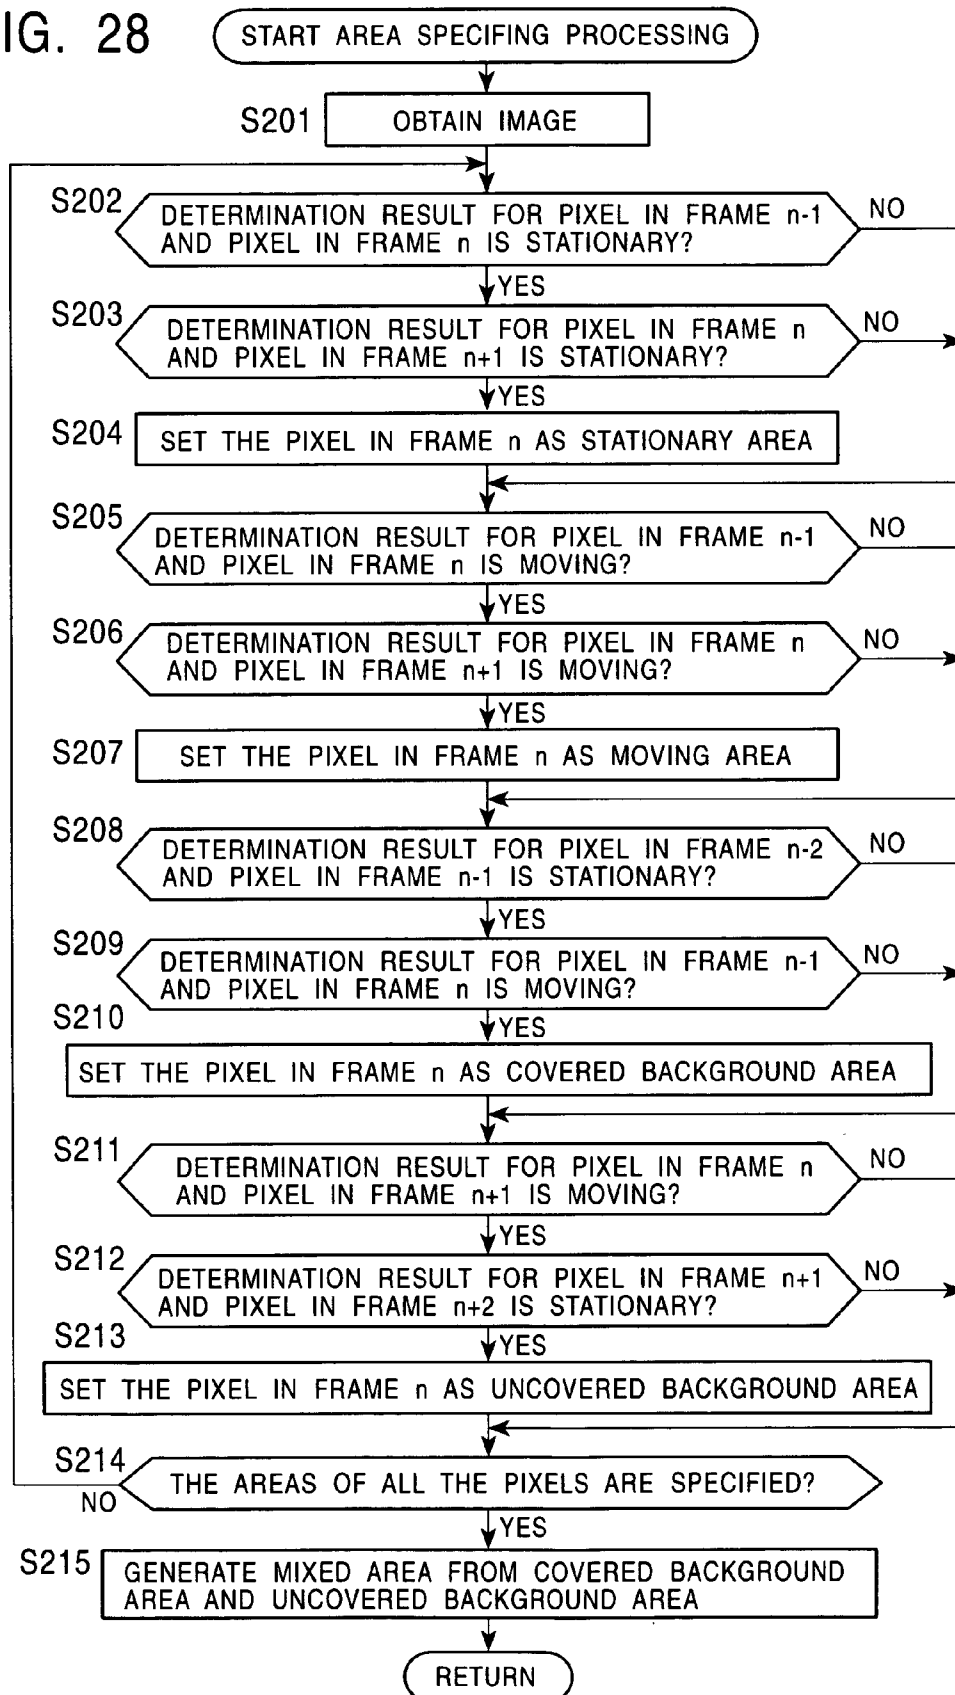 IG. 28
START AREA SPECIFING PROCESSING
S201
OBTAIN IMAGE
S202
DETERMINATION RESULT FOR PIXEL IN FRAME n-1
AND PIXEL IN FRAME n IS STATIONARY?
NO
YES
S203
DETERMINATION RESULT FOR PIXEL IN FRAME n
AND PIXEL IN FRAME n+1 IS STATIONARY?
NO
YES
S204
SET THE PIXEL IN FRAME n AS STATIONARY AREA
S205
DETERMINATION RESULT FOR PIXEL IN FRAME n-1
AND PIXEL IN FRAME n IS MOVING?
NO
YES
S206
DETERMINATION RESULT FOR PIXEL IN FRAME n
AND PIXEL IN FRAME n+1 IS MOVING?
NO
YES
S207
SET THE PIXEL IN FRAME n AS MOVING AREA
S208
DETERMINATION RESULT FOR PIXEL IN FRAME n-2
AND PIXEL IN FRAME n-1 IS STATIONARY?
NO
YES
S209
DETERMINATION RESULT FOR PIXEL IN FRAME n-1
AND PIXEL IN FRAME n IS MOVING?
NO
YES
S210
SET THE PIXEL IN FRAME n AS COVERED BACKGROUND AREA
S211
DETERMINATION RESULT FOR PIXEL IN FRAME n
AND PIXEL IN FRAME n+1 IS MOVING?
NO
YES
S212
DETERMINATION RESULT FOR PIXEL IN FRAME n+1
AND PIXEL IN FRAME n+2 IS STATIONARY?
NO
YES
S213
SET THE PIXEL IN FRAME n AS UNCOVERED BACKGROUND AREA
S214
THE AREAS OF ALL THE PIXELS ARE SPECIFIED?
NO
YES
S215
GENERATE MIXED AREA FROM COVERED BACKGROUND
AREA AND UNCOVERED BACKGROUND AREA
RETURN